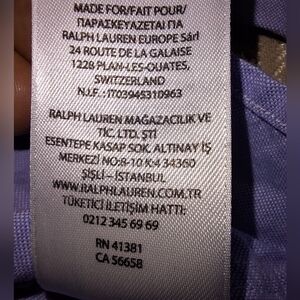 MADE FOR/FAIT POUR/
ΠΑΡΑΣΚΕΥΑΖΕΤΑΙ ΓΙΑ
RALPH LAUREN EUROPE Sárl
24 ROUTE DE LA GALAISE
1228 PLAN-LES-OUATES,
SWITZERLAND
N.I.F.: IT03945310963
RALPH LAUREN MAĞAZACILIK VE
TİC. LTD. ŞTİ
ESENTEPE KASAP SOK. ALTINAY İŞ
MERKEZİ NO:8-10 K:4 34360
ŞİŞLİ – İSTANBUL
WWW.RALPHLAUREN.COM.TR
TÜKETİCİ İLETİŞİM HATTI:
0212 345 69 69
RN 41381
CA 56658